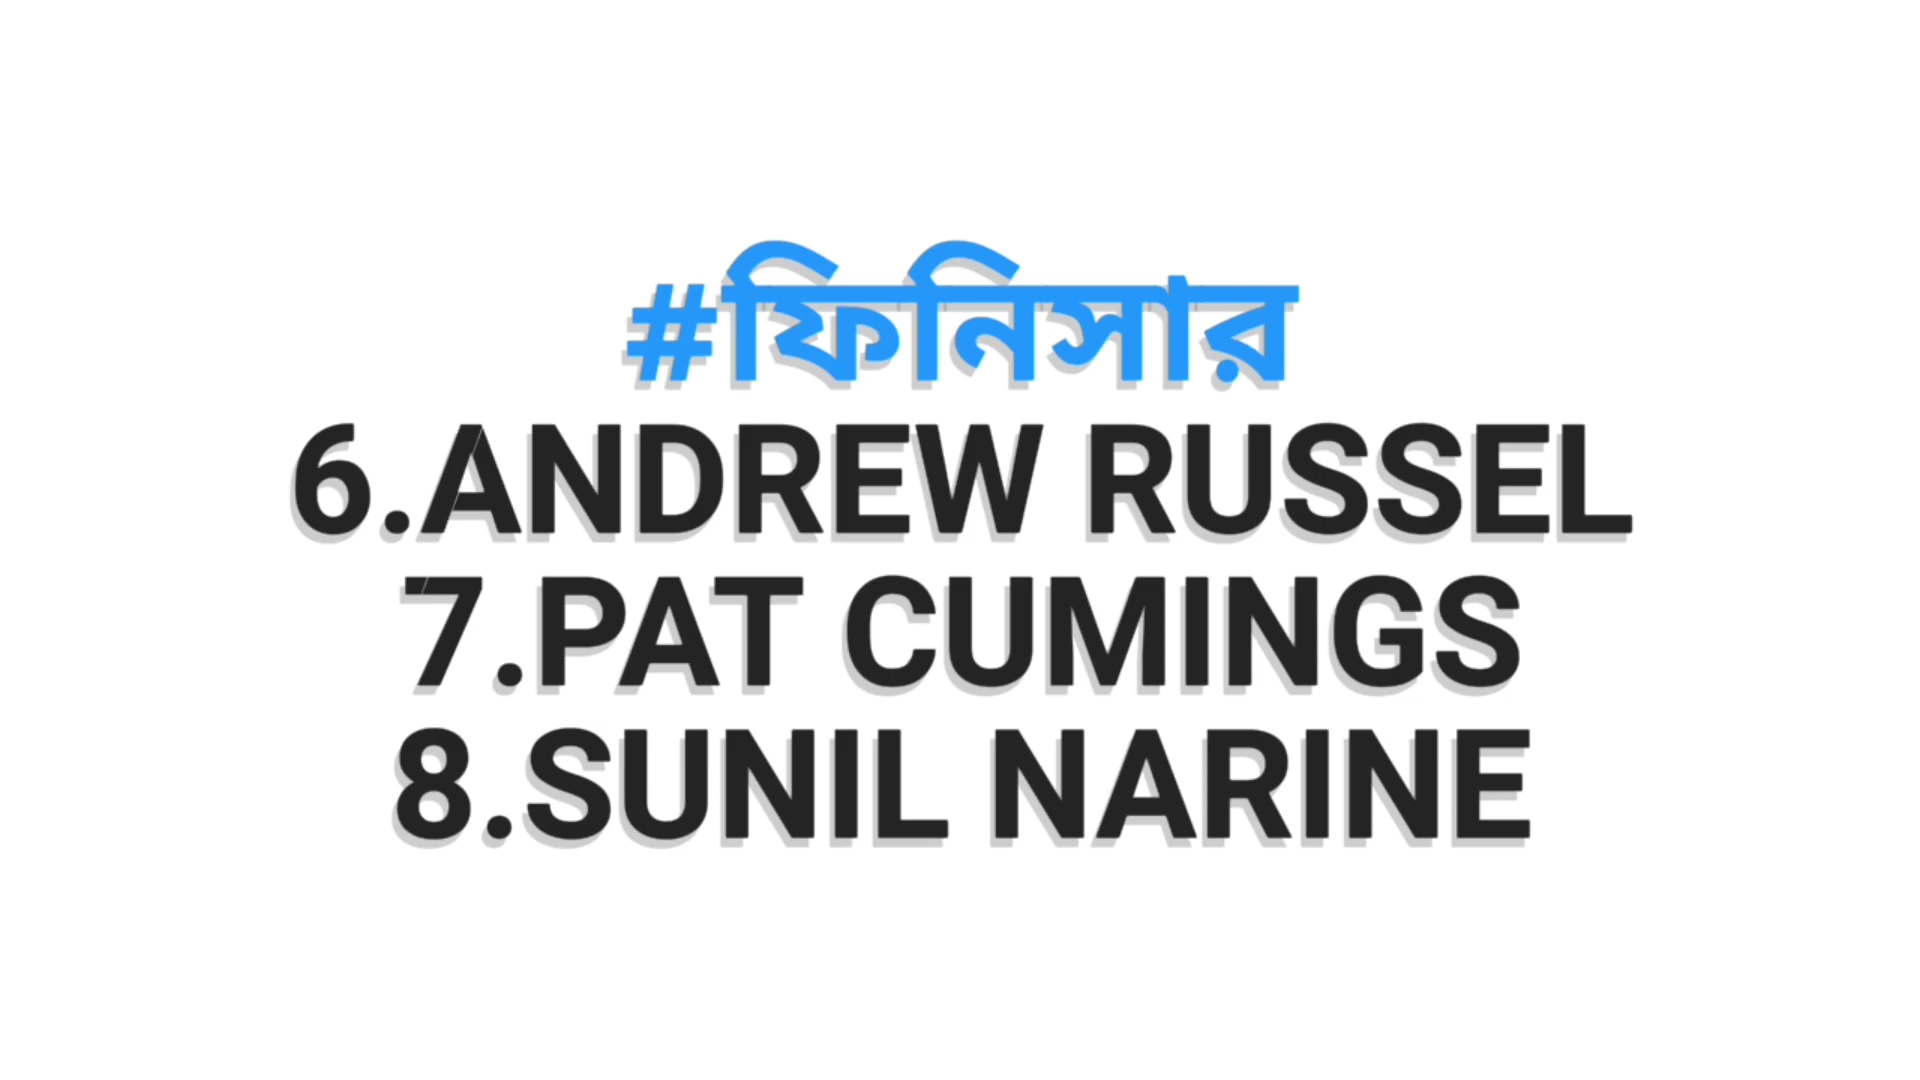 #ফিনিসার
6.ANDREW RUSSEL
7.PAT CUMINGS
8.SUNIL NARINE